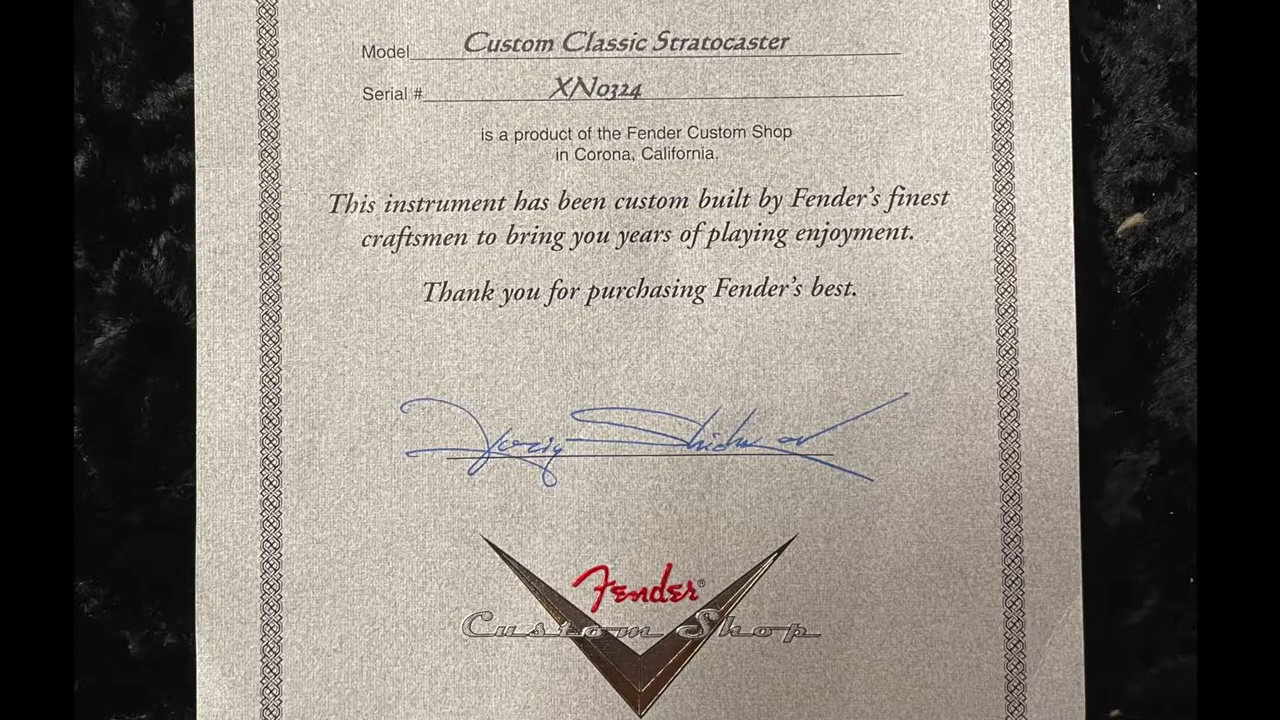 Model Custom Classic Stratocaster
Serial # XN0324
is a product of the Fender Custom Shop
in Corona, California.
This instrument has been custom built by Fender's finest
craftsmen to bring you years of playing enjoyment.
Thank you for purchasing Fender's best.
Fender®
Custom Shop